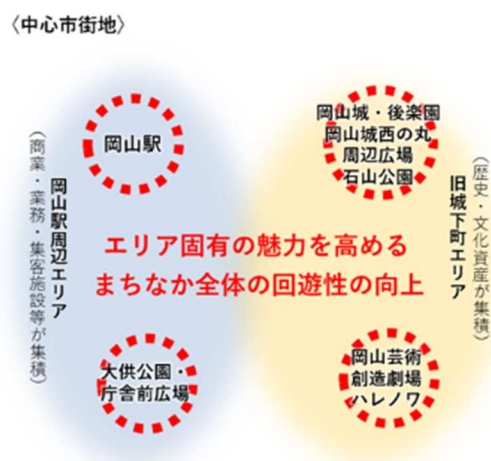 〈中心市街地〉
岡山駅
岡山城・後楽園
岡山城西の丸
周辺広場
石山公園
岡山駅周辺エリア
（商業・業務・集客施設等が集積）
旧城下町エリア
（歴史・文化資産が集積）
エリア固有の魅力を高める
まちなか全体の回遊性の向上
大供公園・
庁舎前広場
岡山芸術
創造劇場
ハレノワ